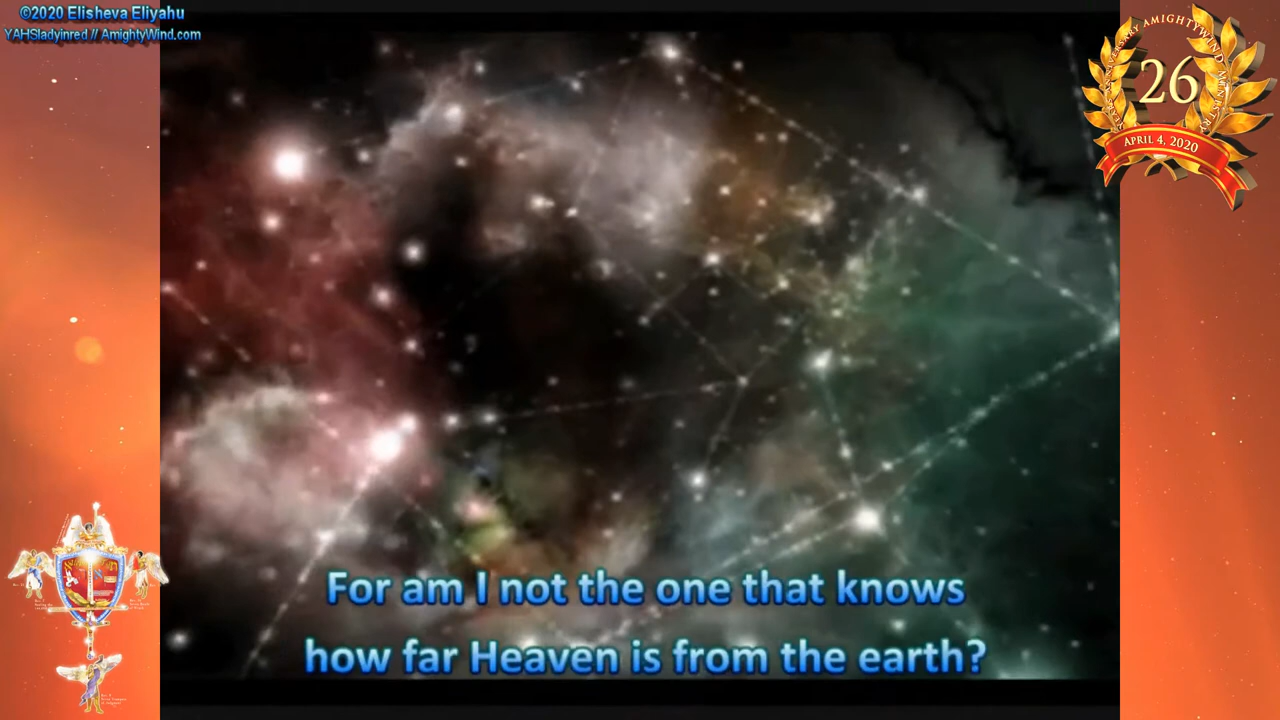 ©2020 Elisheva Eliyahu
YAHSladyinred // AmightyWind.com
26
APRIL 4, 2020
For am I not the one that knows
how far Heaven is from the earth?